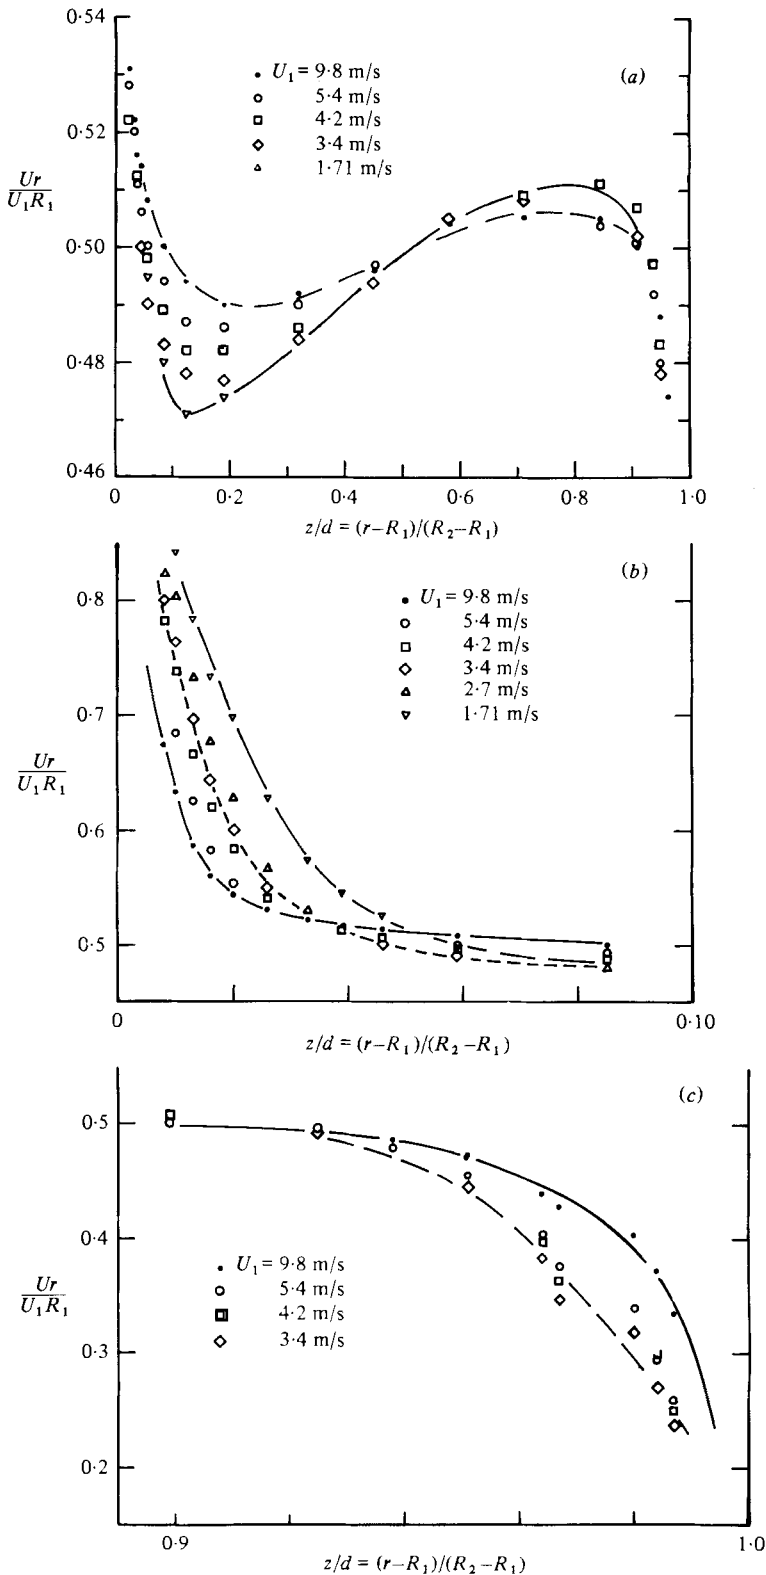 0·54
0·52
0·50
0·48
0·46
Ur
U₁R₁
(a)
U₁ = 9·8 m/s
5·4 m/s
4·2 m/s
3·4 m/s
1·71 m/s
0 0·2 0·4 0·6 0·8 1·0
z/d = (r−R₁)/(R₂−R₁)
(b)
0·8
0·7
0·6
0·5
Ur
U₁R₁
U₁ = 9·8 m/s
5·4 m/s
4·2 m/s
3·4 m/s
2·7 m/s
1·71 m/s
0 0·10
z/d = (r−R₁)/(R₂−R₁)
(c)
0·5
0·4
0·3
0·2
Ur
U₁R₁
U₁ = 9·8 m/s
5·4 m/s
4·2 m/s
3·4 m/s
0·9 1·0
z/d = (r−R₁)/(R₂−R₁)